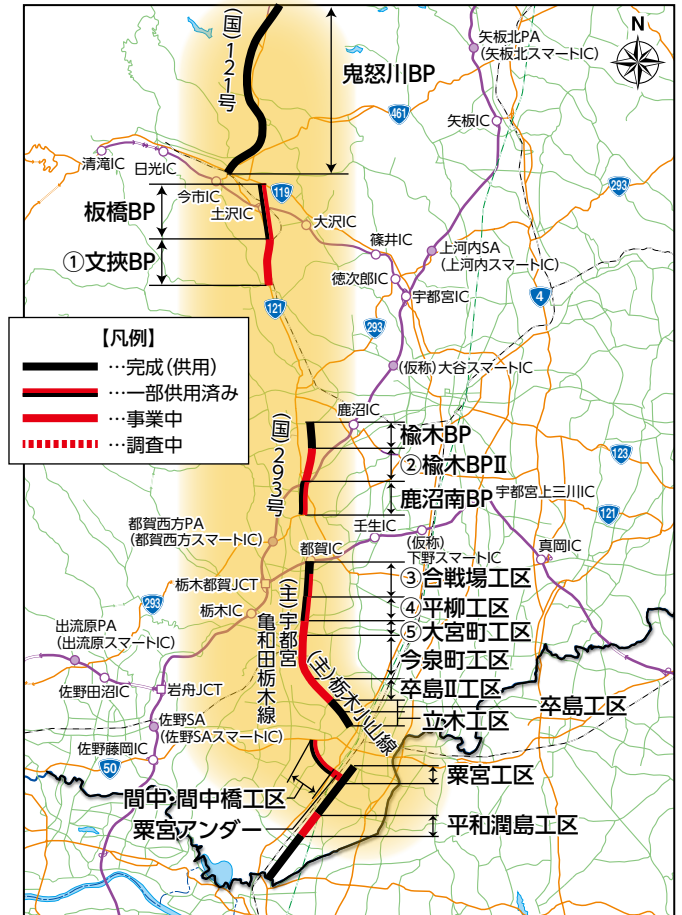 (国)121号
鬼怒川BP
矢板北PA
(矢板北スマートIC)
N
461
矢板IC
清滝IC
日光IC
今市IC
土沢IC
119
大沢IC
293
板橋BP
①文挾BP
篠井IC
上河内SA
(上河内スマートIC)
徳次郎IC
宇都宮IC
4
121
293
【凡例】
…完成(供用)
…一部供用済み
…事業中
…調査中
(仮称)大谷スマートIC
鹿沼IC
(国)293号
楡木BP
②楡木BPⅡ
鹿沼南BP
123
宇都宮上三川IC
121
都賀西方PA
(都賀西方スマートIC)
都賀IC
壬生IC
(仮称)
下野スマートIC
真岡IC
栃木都賀JCT
栃木IC
293
出流原PA
(出流原スマートIC)
佐野田沼IC
岩舟JCT
佐野SA
(佐野SAスマートIC)
佐野藤岡IC
50
(主)宇都宮
亀和田栃木線
(主)栃木小山線
③合戦場工区
④平柳工区
⑤大宮町工区
今泉町工区
卒島Ⅱ工区
卒島工区
立木工区
粟宮工区
間中・間中橋工区
粟宮アンダー
平和潤島工区